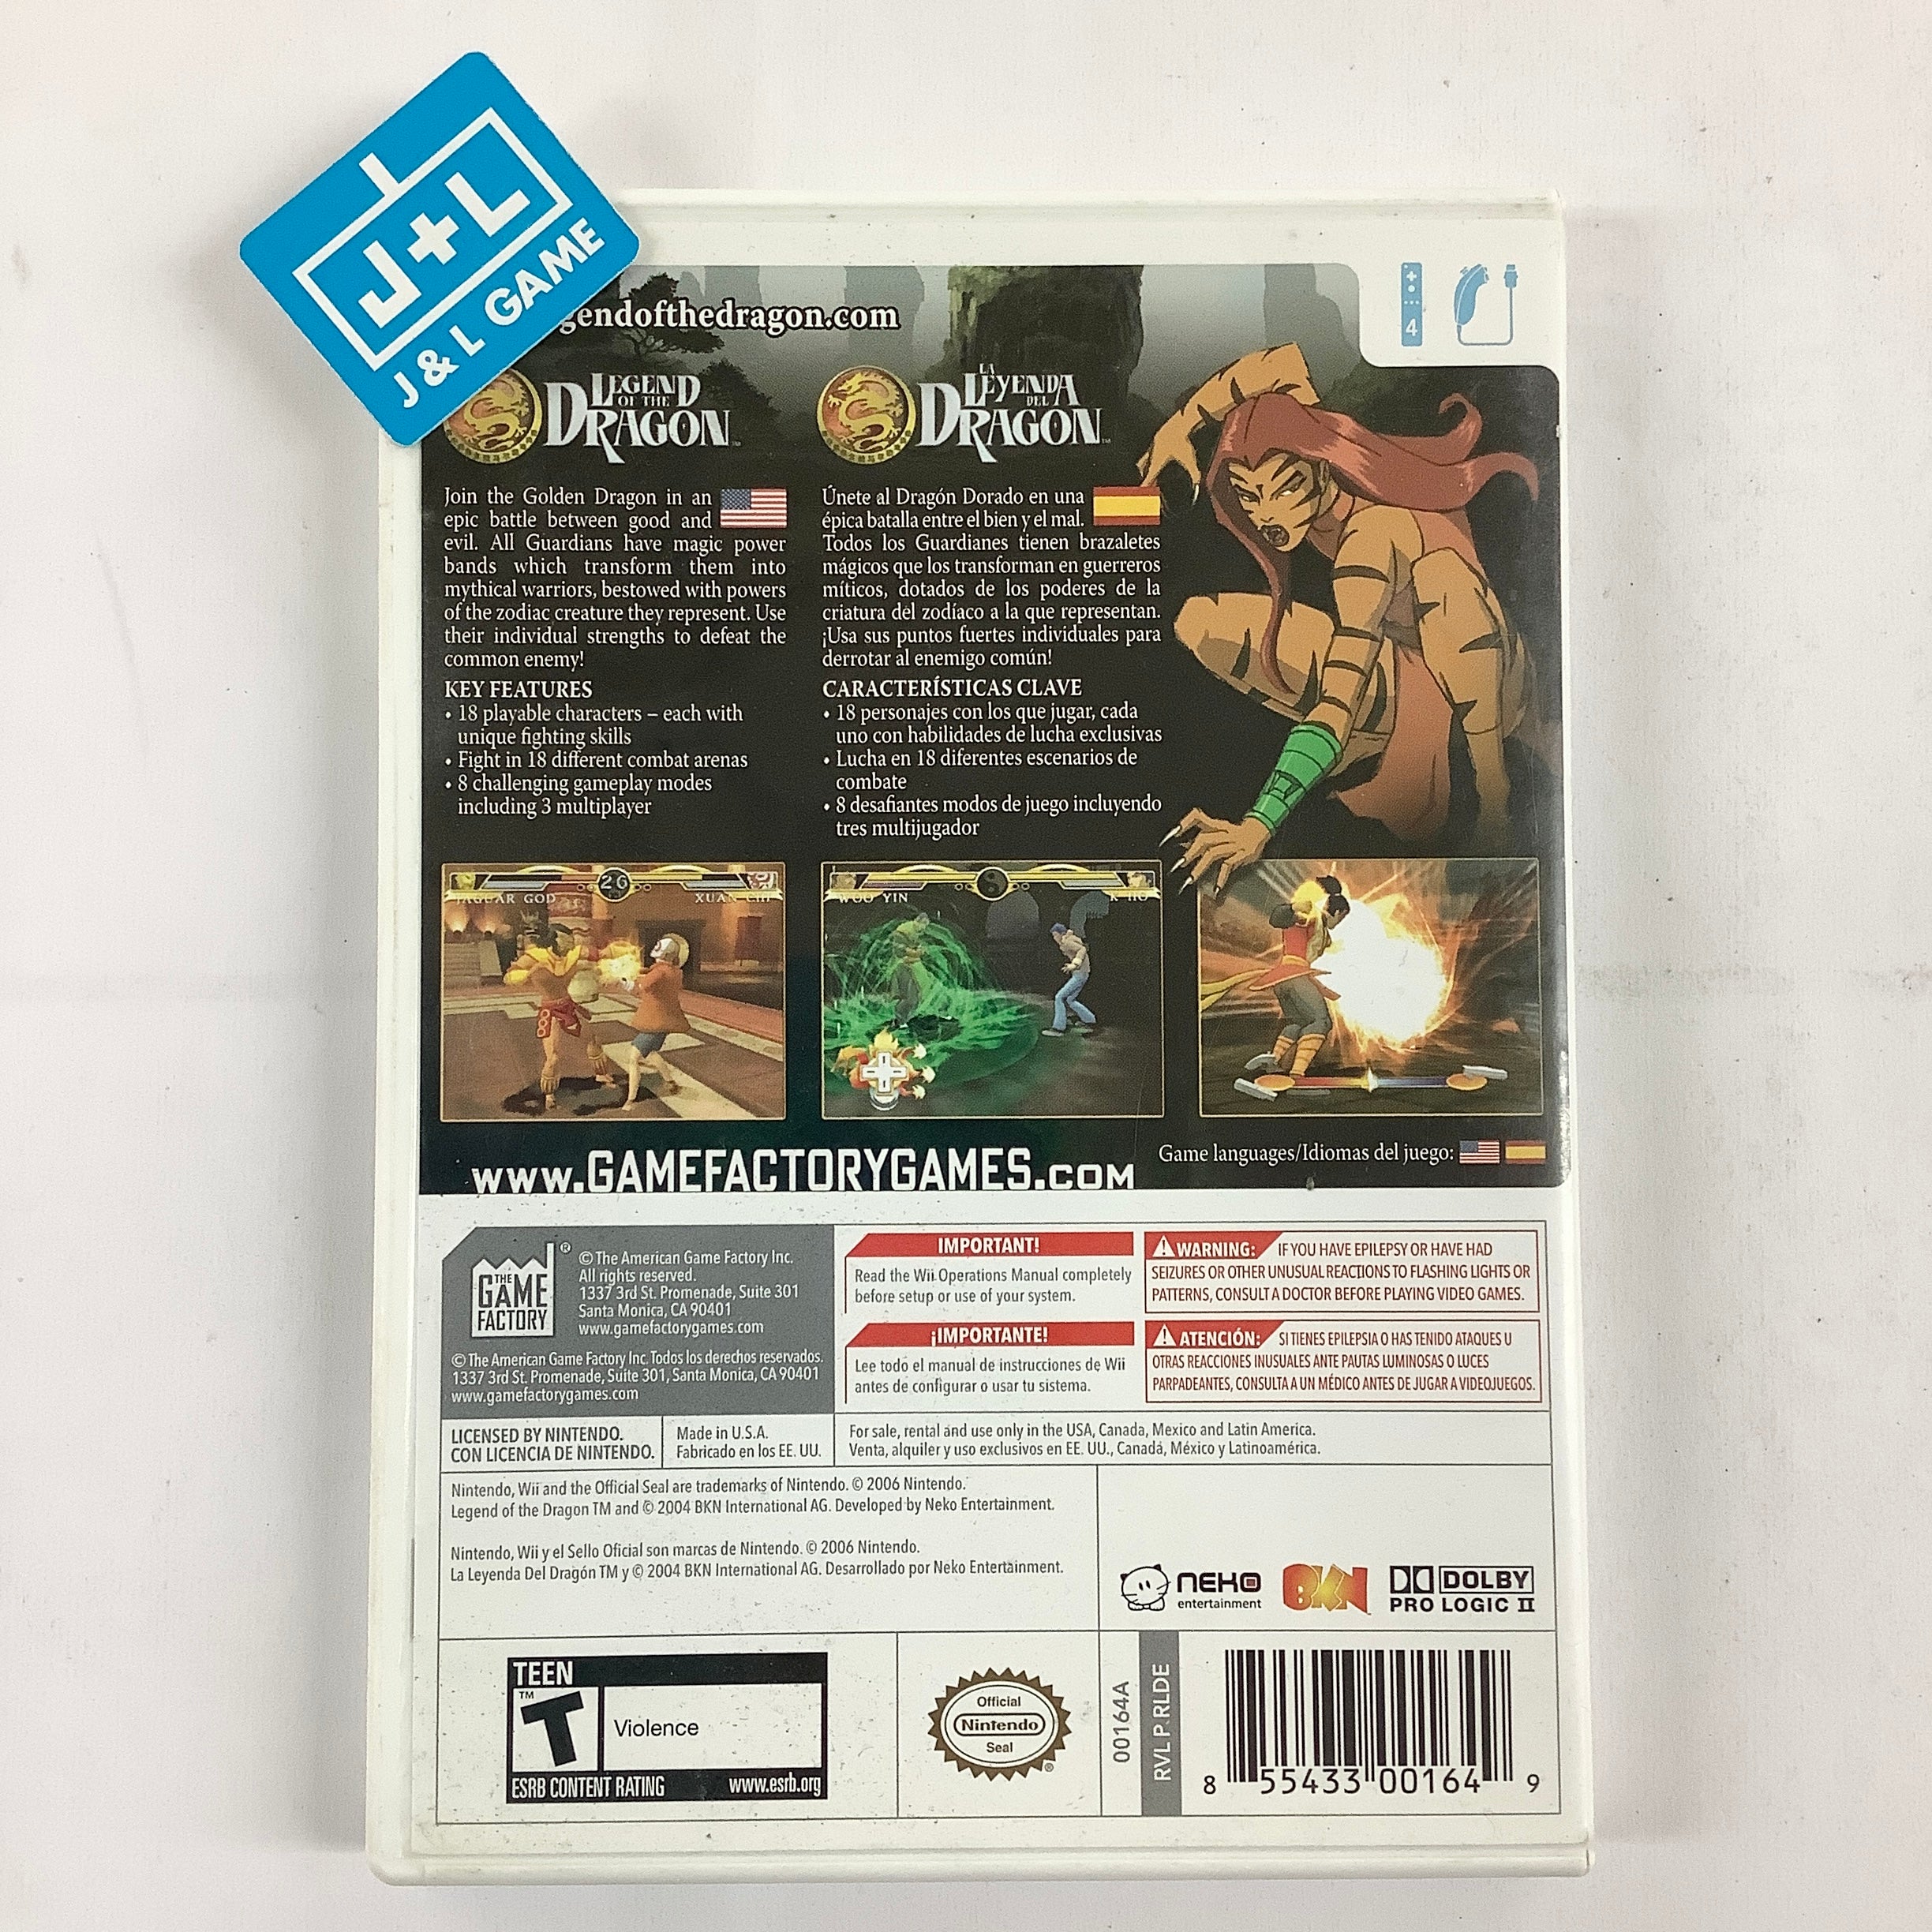 J+L
J & L GAME
gendofthedragon.com
4
LEGEND
OF THE
DRAGON™
LA
LEYENDA
DEL
DRAGON™
Join the Golden Dragon in an
epic battle between good and
evil. All Guardians have magic power
bands which transform them into
mythical warriors, bestowed with powers
of the zodiac creature they represent. Use
their individual strengths to defeat the
common enemy!
KEY FEATURES
• 18 playable characters – each with
unique fighting skills
• Fight in 18 different combat arenas
• 8 challenging gameplay modes
including 3 multiplayer
Únete al Dragón Dorado en una
épica batalla entre el bien y el mal.
Todos los Guardianes tienen brazaletes
mágicos que los transforman en guerreros
míticos, dotados de los poderes de la
criatura del zodíaco a la que representan.
¡Usa sus puntos fuertes individuales para
derrotar al enemigo común!
CARACTERÍSTICAS CLAVE
• 18 personajes con los que jugar, cada
uno con habilidades de lucha exclusivas
• Lucha en 18 diferentes escenarios de
combate
• 8 desafiantes modos de juego incluyendo
tres multijugador
26
JAGUAR GOD
XUAN CHI
WOO YIN
K-HO
www.GAMEFACTORYGAMES.com
Game languages/Idiomas del juego:
THE
GAME
FACTORY
®
© The American Game Factory Inc.
All rights reserved.
1337 3rd St. Promenade, Suite 301
Santa Monica, CA 90401
www.gamefactorygames.com
© The American Game Factory Inc. Todos los derechos reservados.
1337 3rd St. Promenade, Suite 301, Santa Monica, CA 90401
www.gamefactorygames.com
IMPORTANT!
Read the Wii Operations Manual completely
before setup or use of your system.
¡IMPORTANTE!
Lee todo el manual de instrucciones de Wii
antes de configurar o usar tu sistema.
WARNING: IF YOU HAVE EPILEPSY OR HAVE HAD
SEIZURES OR OTHER UNUSUAL REACTIONS TO FLASHING LIGHTS OR
PATTERNS, CONSULT A DOCTOR BEFORE PLAYING VIDEO GAMES.
ATENCIÓN: SI TIENES EPILEPSIA O HAS TENIDO ATAQUES U
OTRAS REACCIONES INUSUALES ANTE PAUTAS LUMINOSAS O LUCES
PARPADEANTES, CONSULTA A UN MÉDICO ANTES DE JUGAR A VIDEOJUEGOS.
LICENSED BY NINTENDO.
CON LICENCIA DE NINTENDO.
Made in U.S.A.
Fabricado en los EE. UU.
For sale, rental and use only in the USA, Canada, Mexico and Latin America.
Venta, alquiler y uso exclusivos en EE. UU., Canadá, México y Latinoamérica.
Nintendo, Wii and the Official Seal are trademarks of Nintendo. © 2006 Nintendo.
Legend of the Dragon TM and © 2004 BKN International AG. Developed by Neko Entertainment.
Nintendo, Wii y el Sello Oficial son marcas de Nintendo. © 2006 Nintendo.
La Leyenda Del Dragón TM y © 2004 BKN International AG. Desarrollado por Neko Entertainment.
NEKO
entertainment
BKN
DOLBY
PRO LOGIC II
TEEN
™
T
Violence
ESRB CONTENT RATING
www.esrb.org
Official
Nintendo
Seal
®
00164A
RVL P.RLDE
8 55433 00164 9